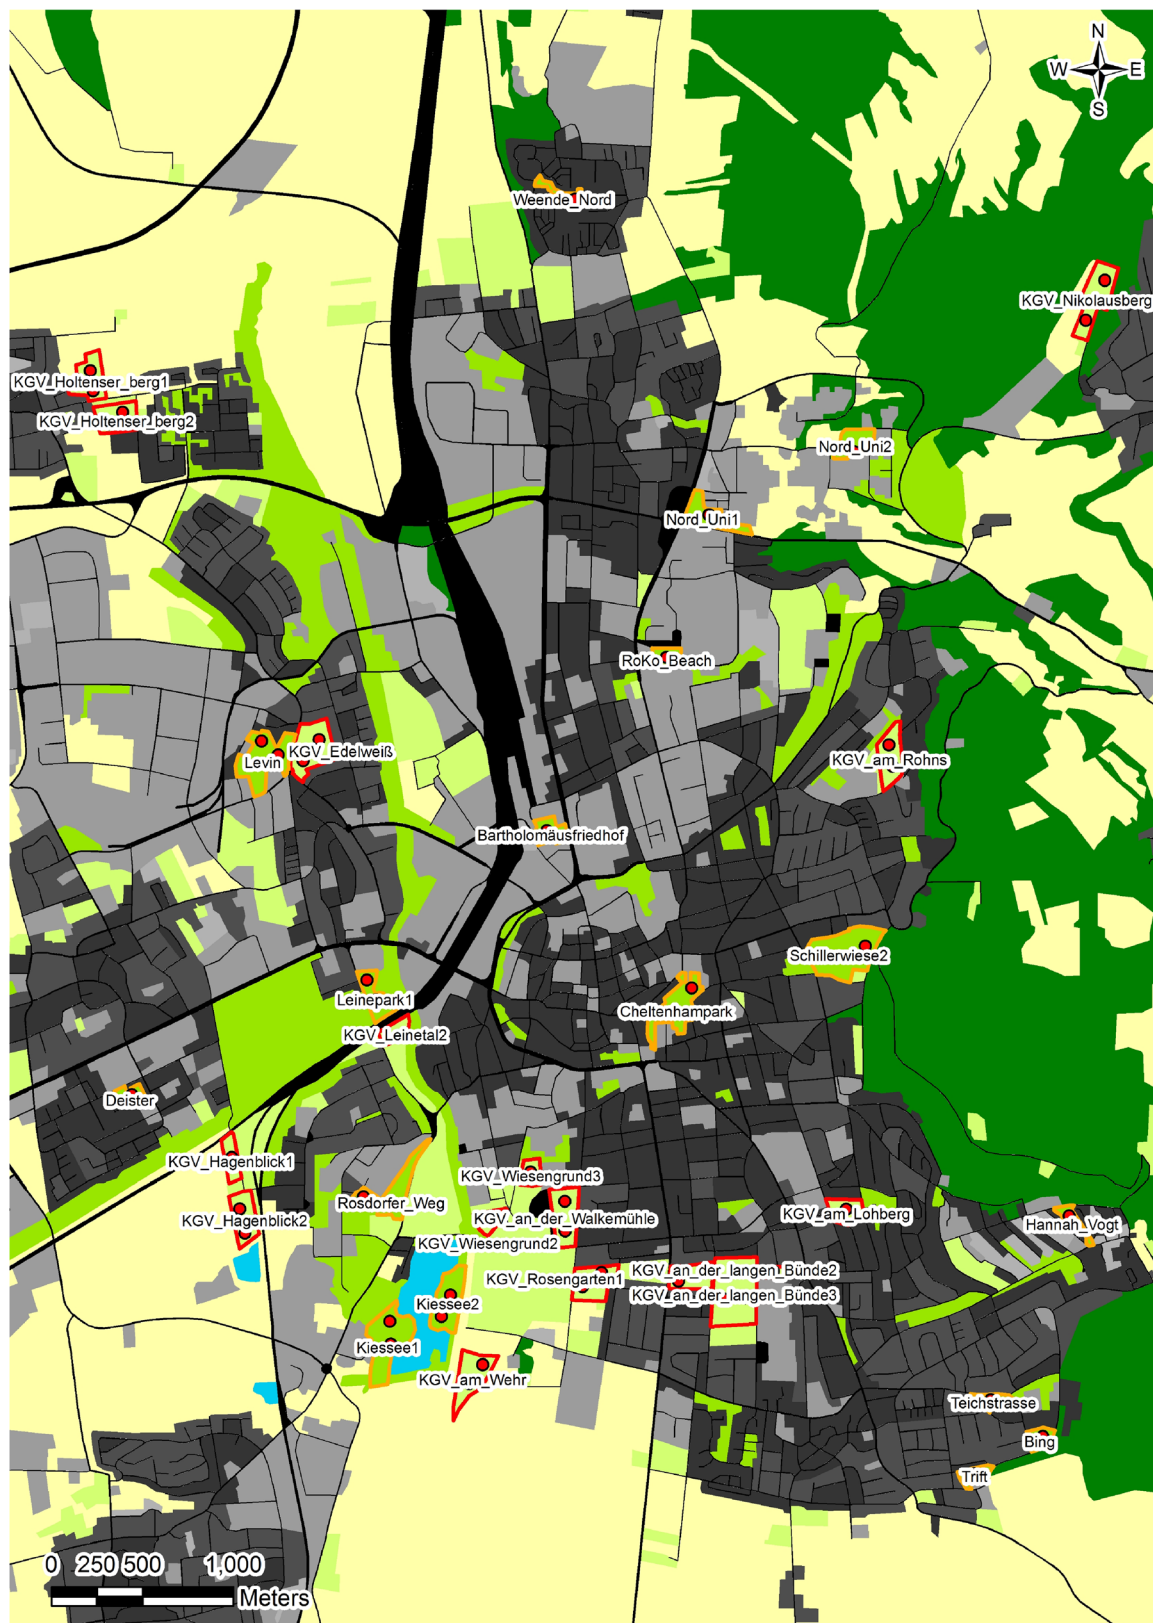 N
W E
S
Weende_Nord
KGV_Nikolausberg
KGV_Holtenser_berg1
KGV_Holtenser_berg2
Nord_Uni2
Nord_Uni1
RoKo_Beach
KGV_Edelweiß
Levin
KGV_am_Rohns
Bartholomäusfriedhof
Schillerwiese2
Leinepark1
Cheltenhampark
KGV_Leinetal2
Deister
KGV_Hagenblick1
KGV_Wiesengrund3
Rosdorfer_Weg
KGV_Hagenblick2
KGV_an_der_Walkemühle
KGV_am_Lohberg
Hannah_Vogt
KGV_Wiesengrund2
KGV_an_der_langen_Bünde2
KGV_Rosengarten1
KGV_an_der_langen_Bünde3
Kiessee2
Kiessee1
KGV_am_Wehr
Teichstrasse
Bing
Trift
0 250 500 1,000
Meters